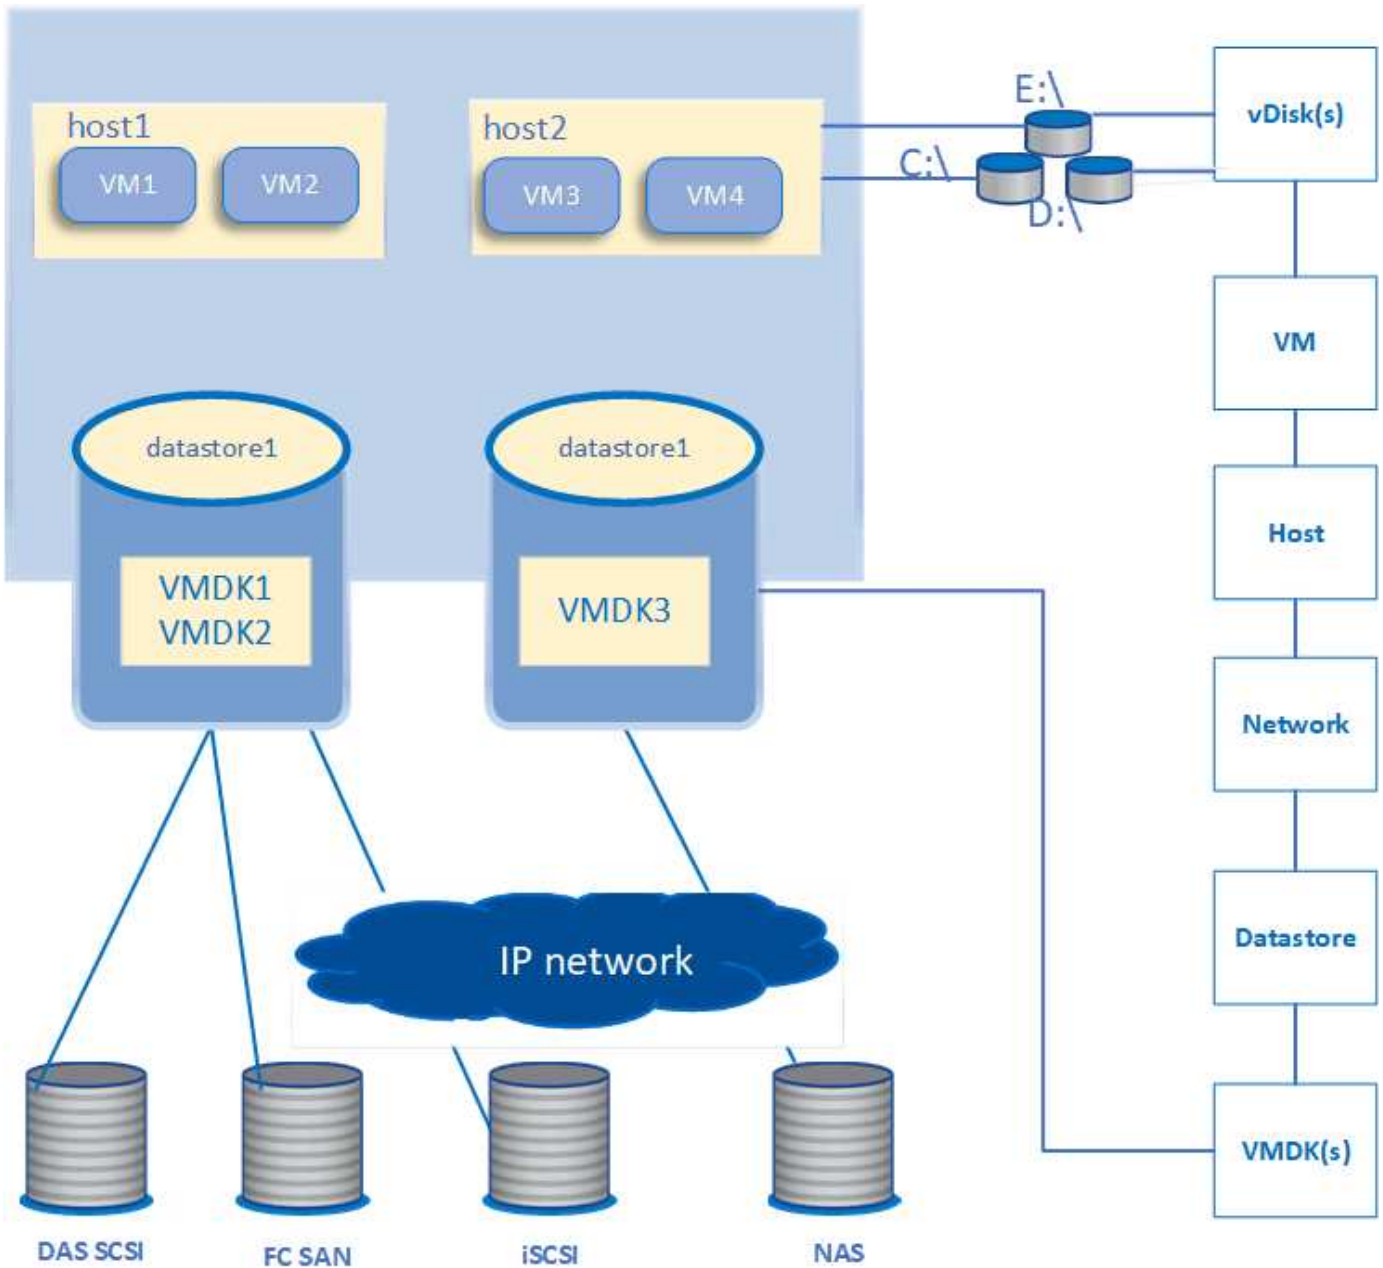 host1
VM1
VM2
host2
VM3
VM4
E:\
C:\
D:\
vDisk(s)
VM
Host
Network
Datastore
VMDK(s)
datastore1
VMDK1
VMDK2
datastore1
VMDK3
IP network
DAS SCSI
FC SAN
iSCSI
NAS